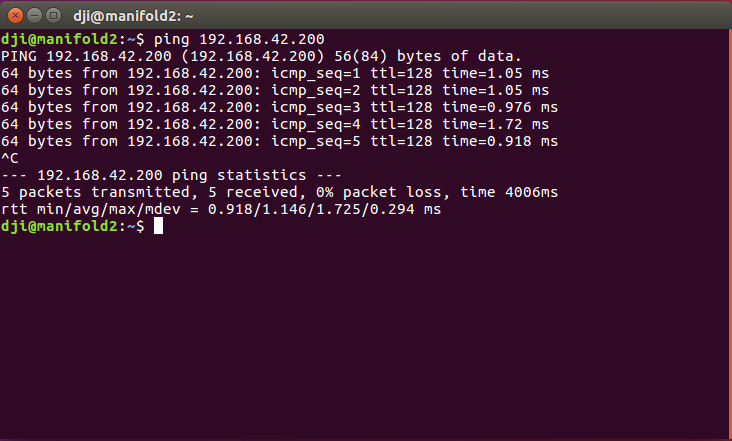 dji@manifold2: ~
dji@manifold2:~$ ping 192.168.42.200
PING 192.168.42.200 (192.168.42.200) 56(84) bytes of data.
64 bytes from 192.168.42.200: icmp_seq=1 ttl=128 time=1.05 ms
64 bytes from 192.168.42.200: icmp_seq=2 ttl=128 time=1.05 ms
64 bytes from 192.168.42.200: icmp_seq=3 ttl=128 time=0.976 ms
64 bytes from 192.168.42.200: icmp_seq=4 ttl=128 time=1.72 ms
64 bytes from 192.168.42.200: icmp_seq=5 ttl=128 time=0.918 ms
^C
--- 192.168.42.200 ping statistics ---
5 packets transmitted, 5 received, 0% packet loss, time 4006ms
rtt min/avg/max/mdev = 0.918/1.146/1.725/0.294 ms
dji@manifold2:~$